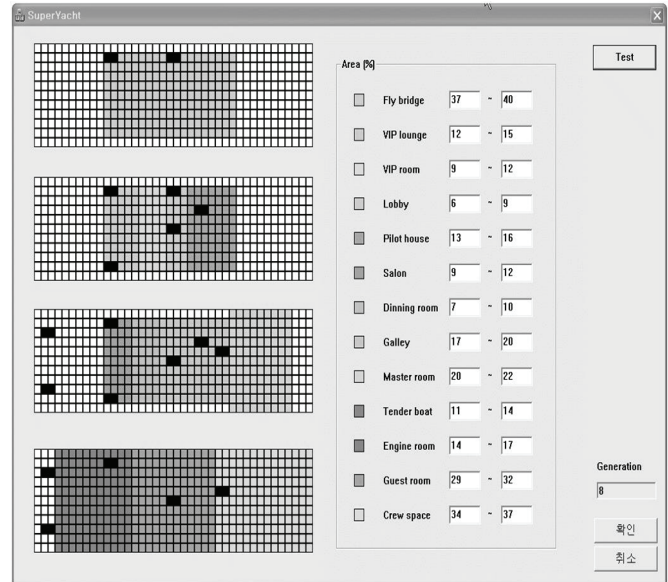 SuperYacht
Area (%)
Fly bridge 37 ~ 40
VIP lounge 12 ~ 15
VIP room 9 ~ 12
Lobby 6 ~ 9
Pilot house 13 ~ 16
Salon 9 ~ 12
Dinning room 7 ~ 10
Galley 17 ~ 20
Master room 20 ~ 22
Tender boat 11 ~ 14
Engine room 14 ~ 17
Guest room 29 ~ 32
Crew space 34 ~ 37
Test
Generation
8
확인
취소